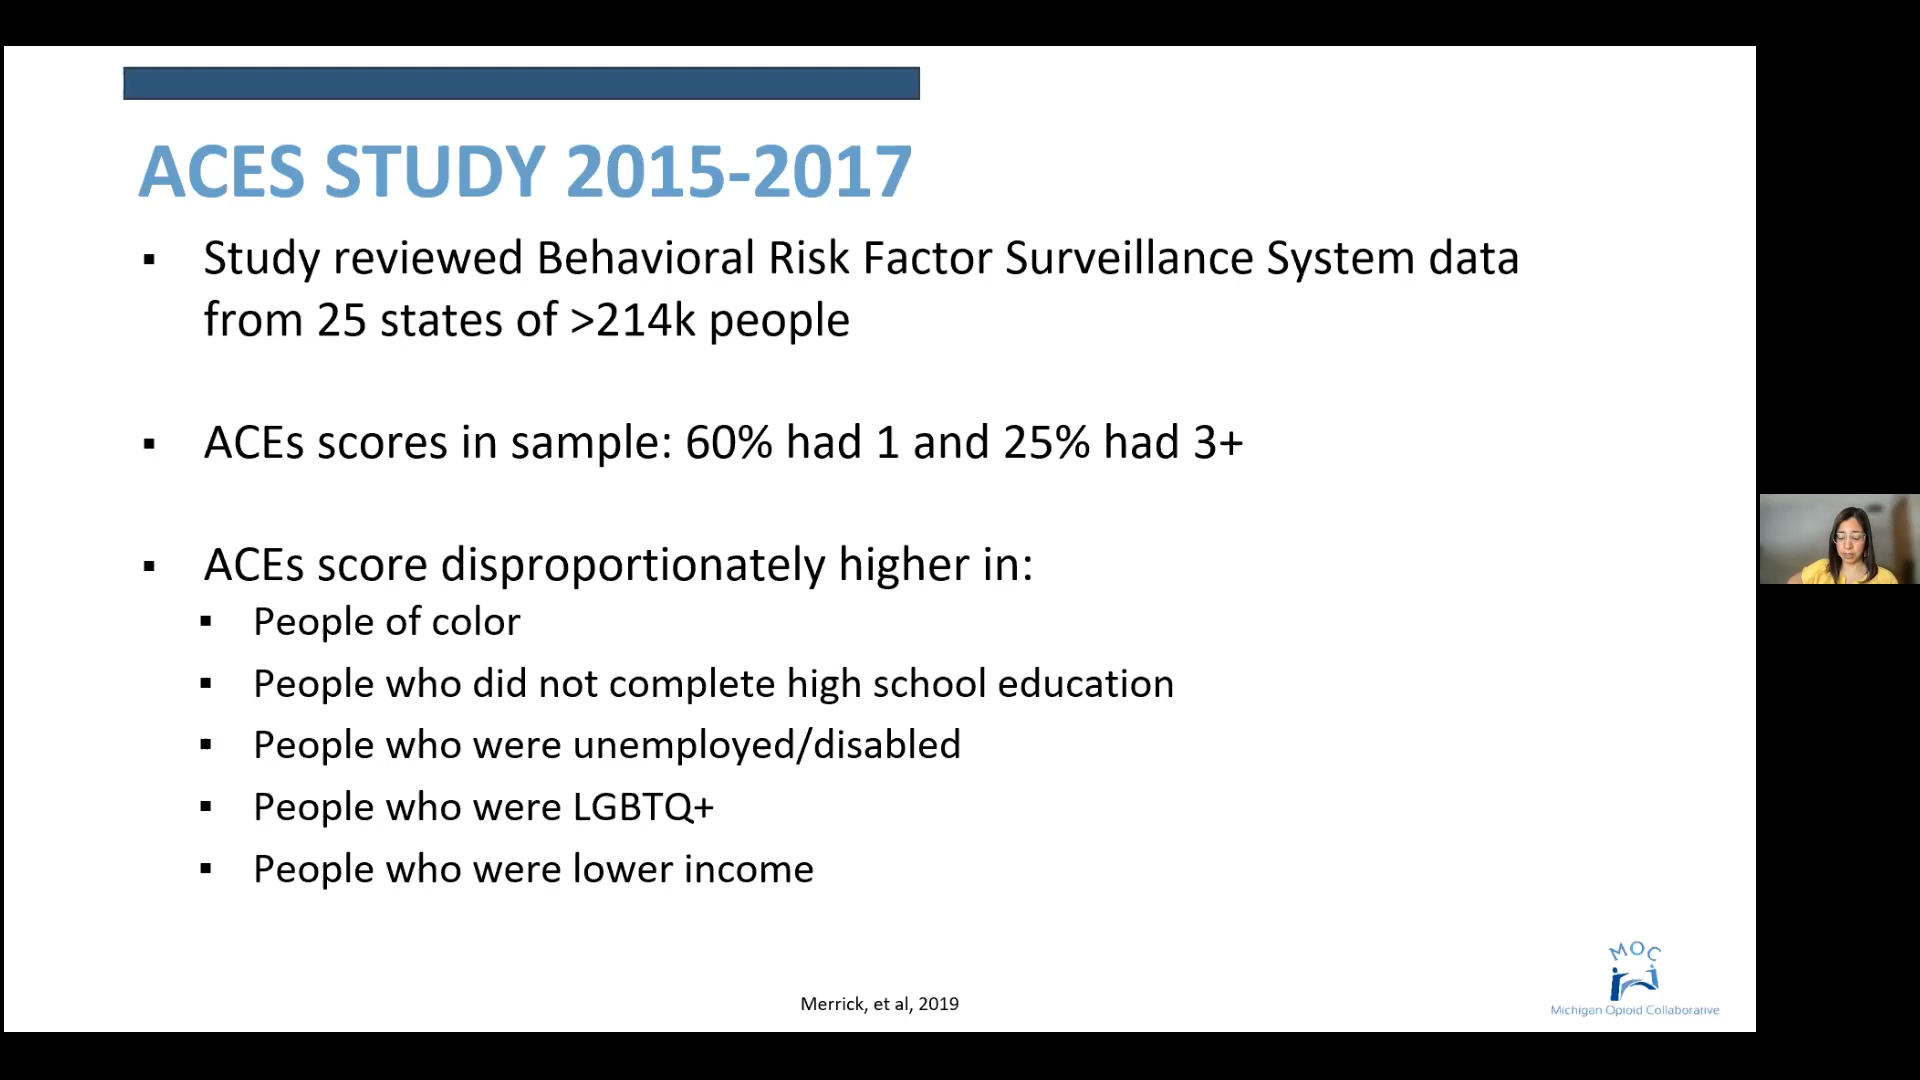 ACES STUDY 2015-2017
▪ Study reviewed Behavioral Risk Factor Surveillance System data
from 25 states of >214k people
▪ ACEs scores in sample: 60% had 1 and 25% had 3+
▪ ACEs score disproportionately higher in:
▪ People of color
▪ People who did not complete high school education
▪ People who were unemployed/disabled
▪ People who were LGBTQ+
▪ People who were lower income
Merrick, et al, 2019
MOC
Michigan Opioid Collaborative